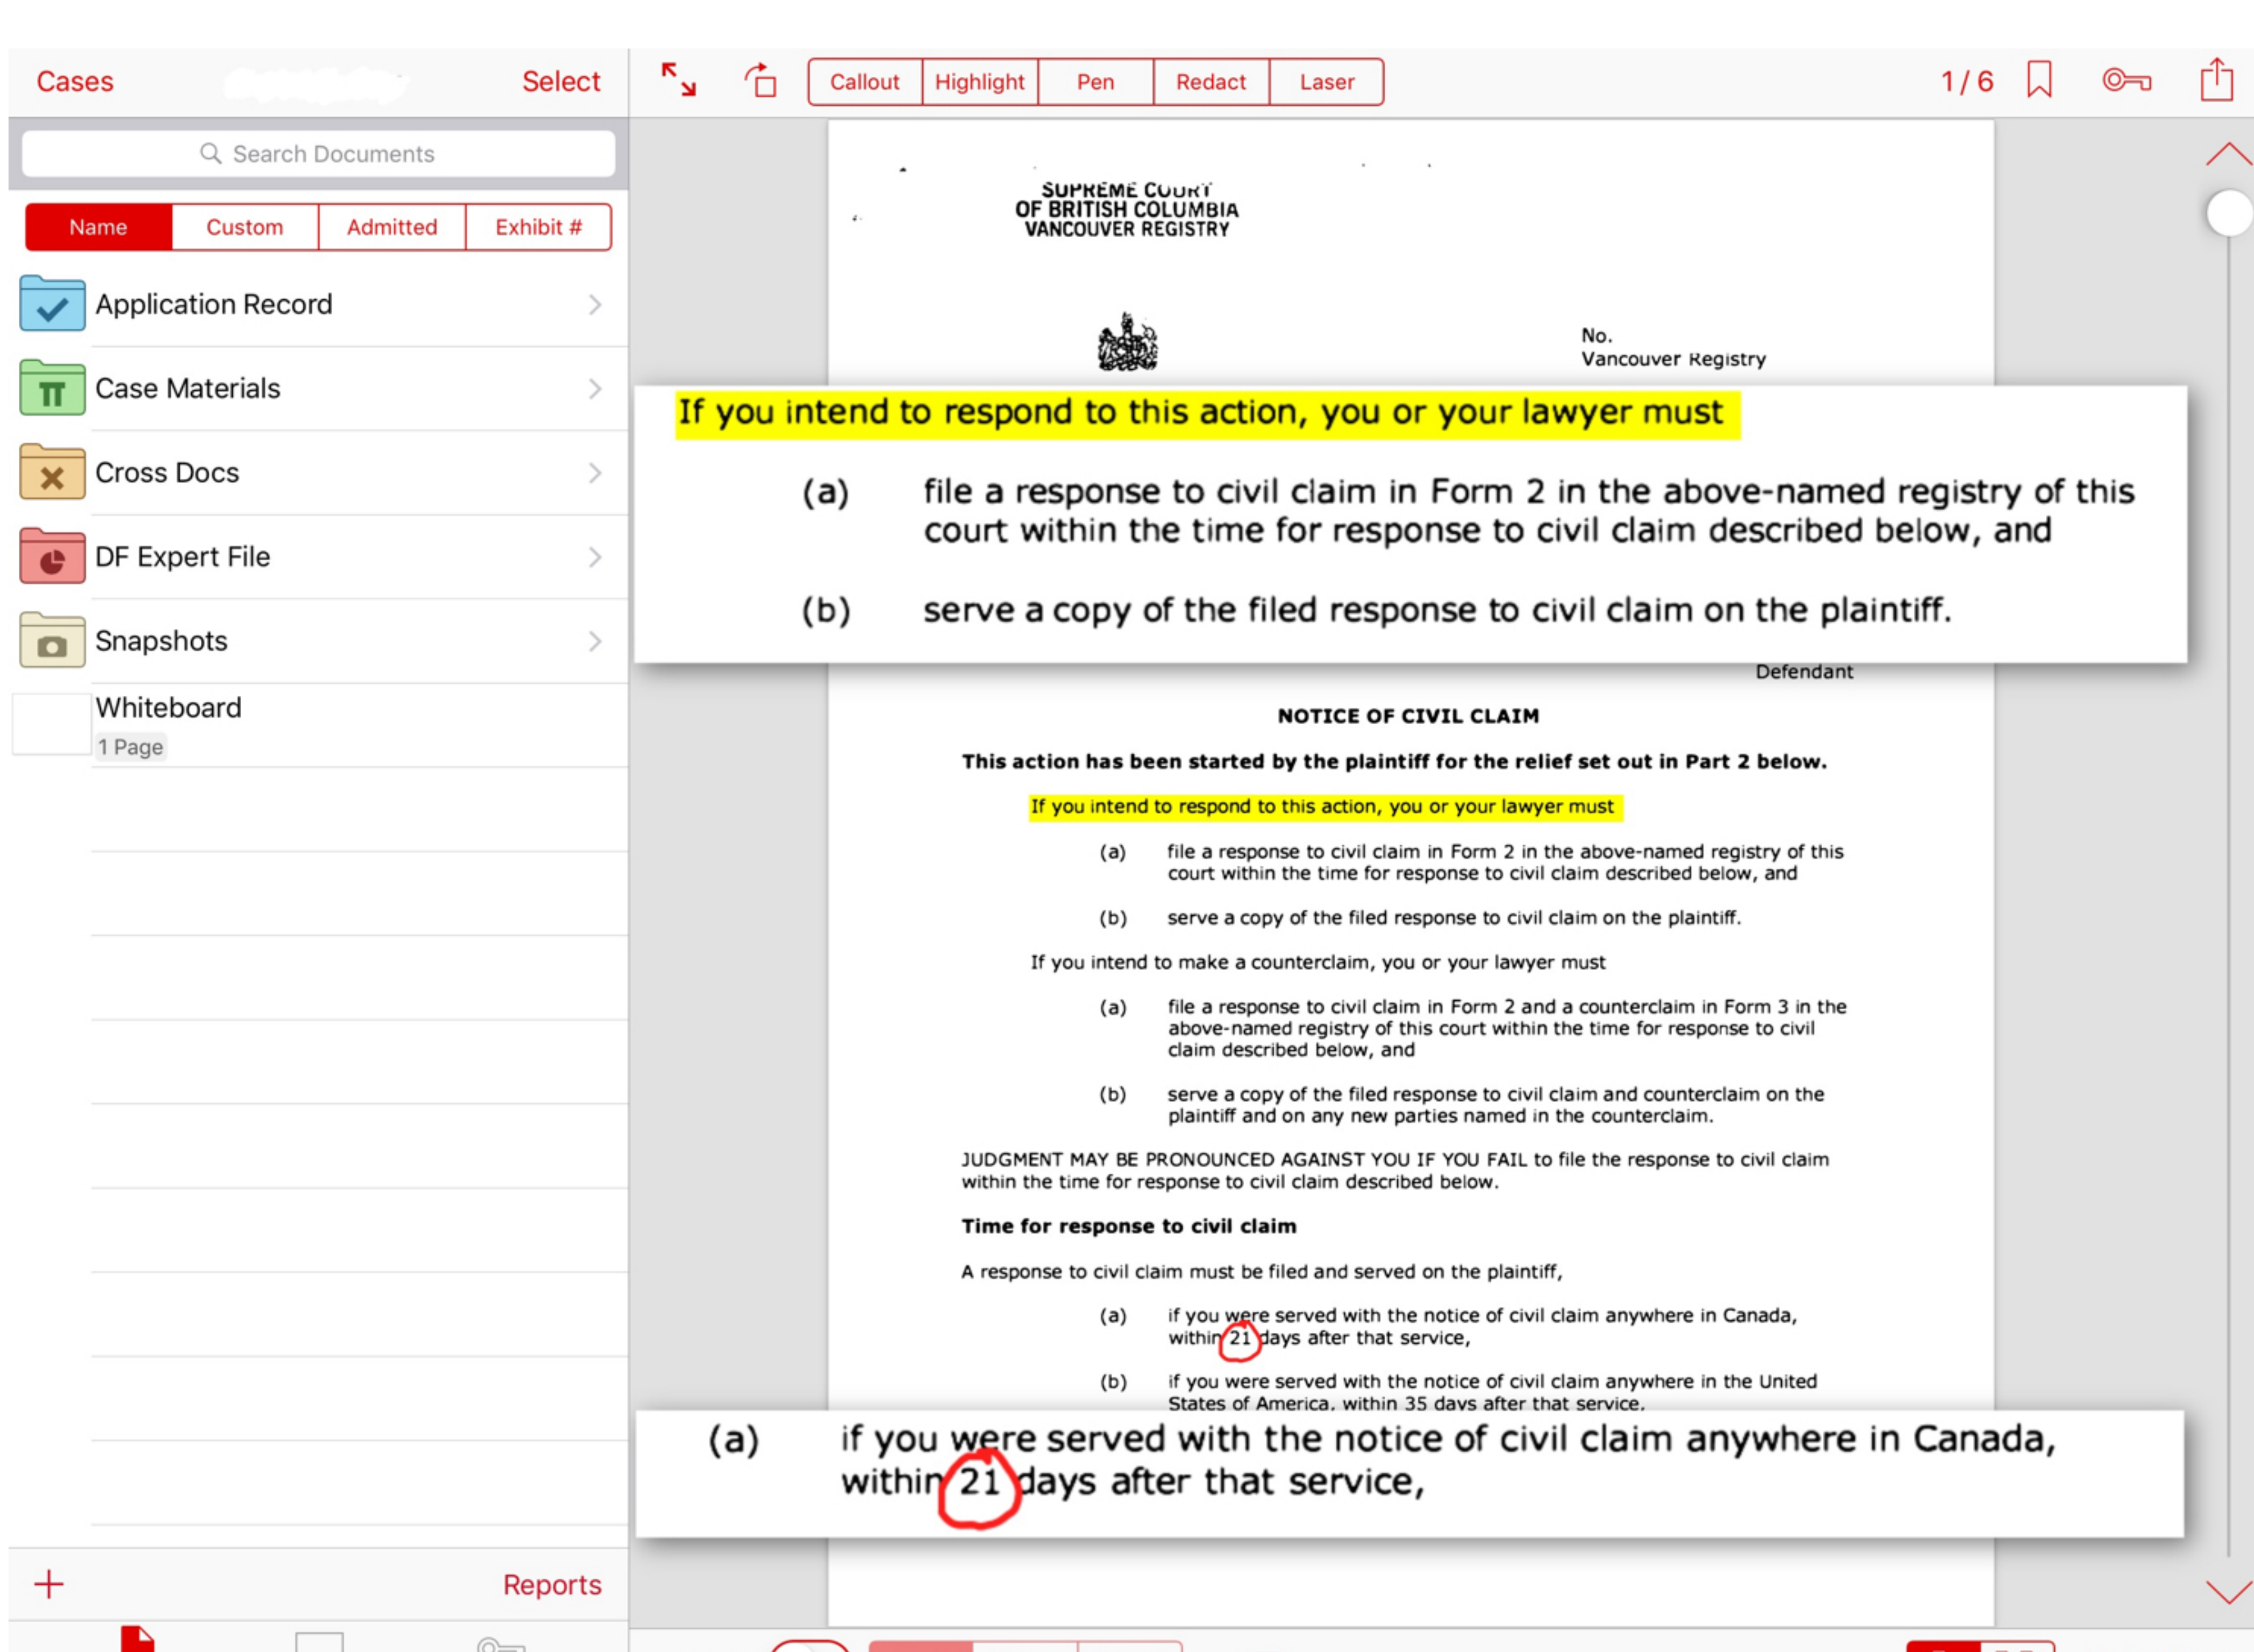 Cases
Select
Callout
Highlight
Pen
Redact
Laser
1 / 6
Search Documents
Name
Custom
Admitted
Exhibit #
Application Record
Case Materials
Cross Docs
DF Expert File
Snapshots
Whiteboard
1 Page
Reports
SUPREME COURT
OF BRITISH COLUMBIA
VANCOUVER REGISTRY
No.
Vancouver Registry
If you intend to respond to this action, you or your lawyer must
(a) file a response to civil claim in Form 2 in the above-named registry of this
court within the time for response to civil claim described below, and
(b) serve a copy of the filed response to civil claim on the plaintiff.
Defendant
NOTICE OF CIVIL CLAIM
This action has been started by the plaintiff for the relief set out in Part 2 below.
If you intend to respond to this action, you or your lawyer must
(a) file a response to civil claim in Form 2 in the above-named registry of this
court within the time for response to civil claim described below, and
(b) serve a copy of the filed response to civil claim on the plaintiff.
If you intend to make a counterclaim, you or your lawyer must
(a) file a response to civil claim in Form 2 and a counterclaim in Form 3 in the
above-named registry of this court within the time for response to civil
claim described below, and
(b) serve a copy of the filed response to civil claim and counterclaim on the
plaintiff and on any new parties named in the counterclaim.
JUDGMENT MAY BE PRONOUNCED AGAINST YOU IF YOU FAIL to file the response to civil claim
within the time for response to civil claim described below.
Time for response to civil claim
A response to civil claim must be filed and served on the plaintiff,
(a) if you were served with the notice of civil claim anywhere in Canada,
within 21 days after that service,
(b) if you were served with the notice of civil claim anywhere in the United
States of America, within 35 days after that service,
(a) if you were served with the notice of civil claim anywhere in Canada,
within 21 days after that service,